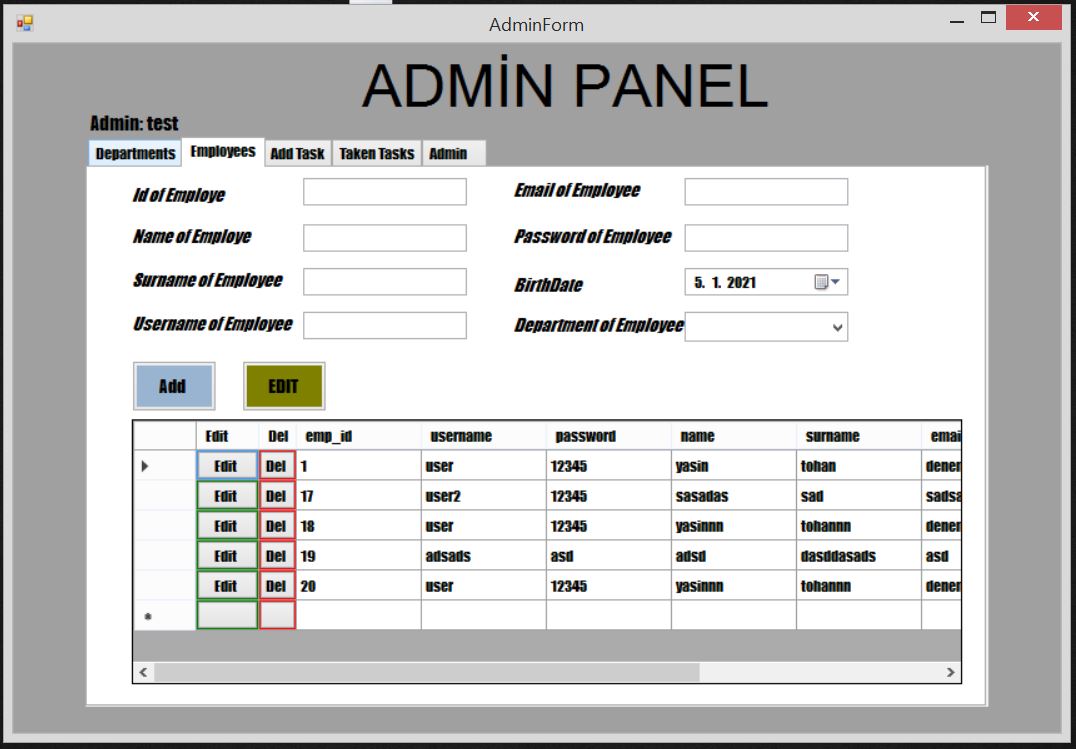 AdminForm
ADMİN PANEL
Admin: test
Departments Employees Add Task Taken Tasks Admin
Id of Employe Email of Employee
Name of Employe Password of Employee
Surname of Employee BirthDate 5. 1. 2021
Username of Employee Department of Employee
Add EDIT
Edit Del emp_id username password name surname emai
Edit Del 1 user 12345 yasin tohan denen
Edit Del 17 user2 12345 sasadas sad sadsa
Edit Del 18 user 12345 yasinnn tohannn denen
Edit Del 19 adsads asd adsd dasddasads asd
Edit Del 20 user 12345 yasinnn tohannn denen